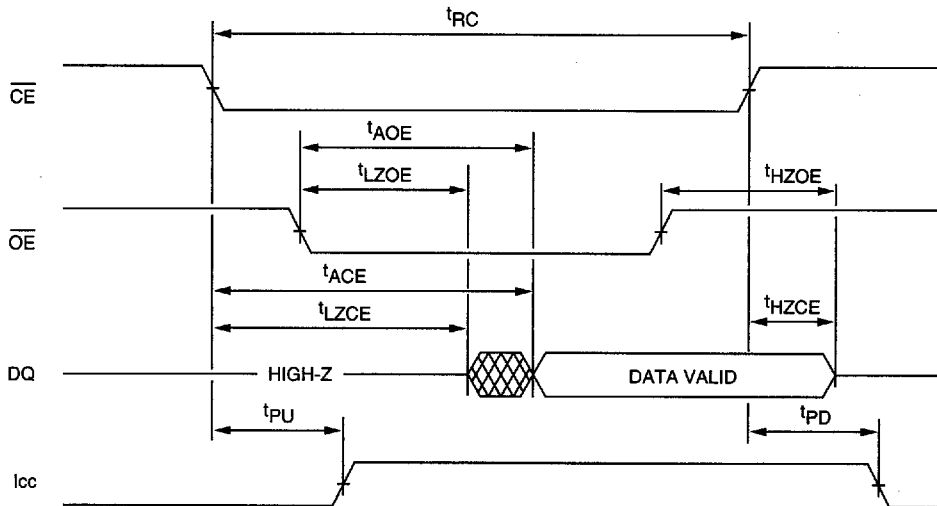 tRC
CE
tAOE
tLZOE
tHZOE
OE
tACE
tLZCE
tHZCE
DQ HIGH-Z DATA VALID
tPU tPD
Icc